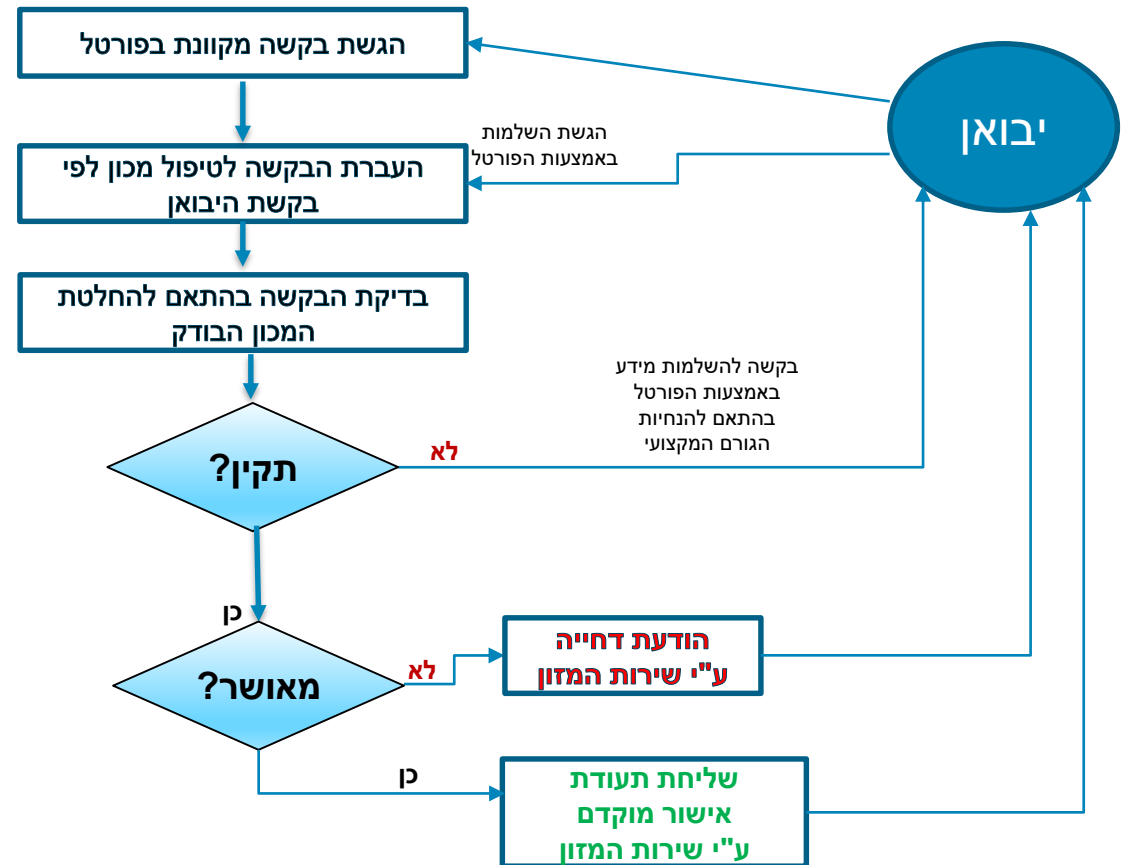 הגשת בקשה מקוונת בפורטל
יבואן
הגשת השלמות
באמצעות הפורטל
העברת הבקשה לטיפול מכון לפי
בקשת היבואן
בדיקת הבקשה בהתאם להחלטת
המכון הבודק
בקשה להשלמות מידע
באמצעות הפורטל
בהתאם להנחיות
הגורם המקצועי
תקין?
לא
כן
הודעת דחייה
ע"י שירות המזון
מאושר?
לא
כן
שליחת תעודת
אישור מוקדם
ע"י שירות המזון